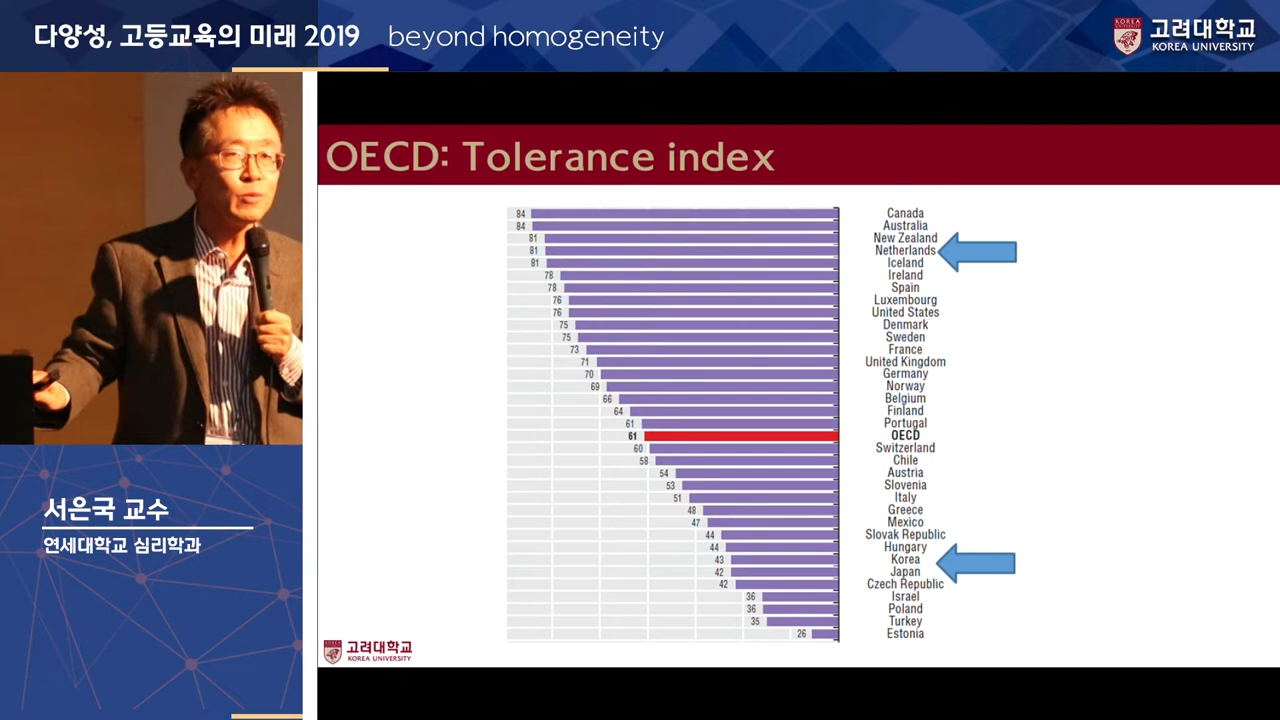 다양성, 고등교육의 미래 2019 beyond homogeneity
KOREA UNIVERSITY
고려대학교
KOREA UNIVERSITY
OECD: Tolerance index
84 Canada
84 Australia
81 New Zealand
81 Netherlands
81 Iceland
78 Ireland
78 Spain
76 Luxembourg
76 United States
75 Denmark
75 Sweden
73 France
71 United Kingdom
70 Germany
69 Norway
66 Belgium
64 Finland
61 Portugal
61 OECD
60 Switzerland
58 Chile
54 Austria
53 Slovenia
51 Italy
48 Greece
47 Mexico
44 Slovak Republic
44 Hungary
43 Korea
42 Japan
42 Czech Republic
36 Israel
36 Poland
35 Turkey
26 Estonia
서은국 교수
연세대학교 심리학과
고려대학교
KOREA UNIVERSITY